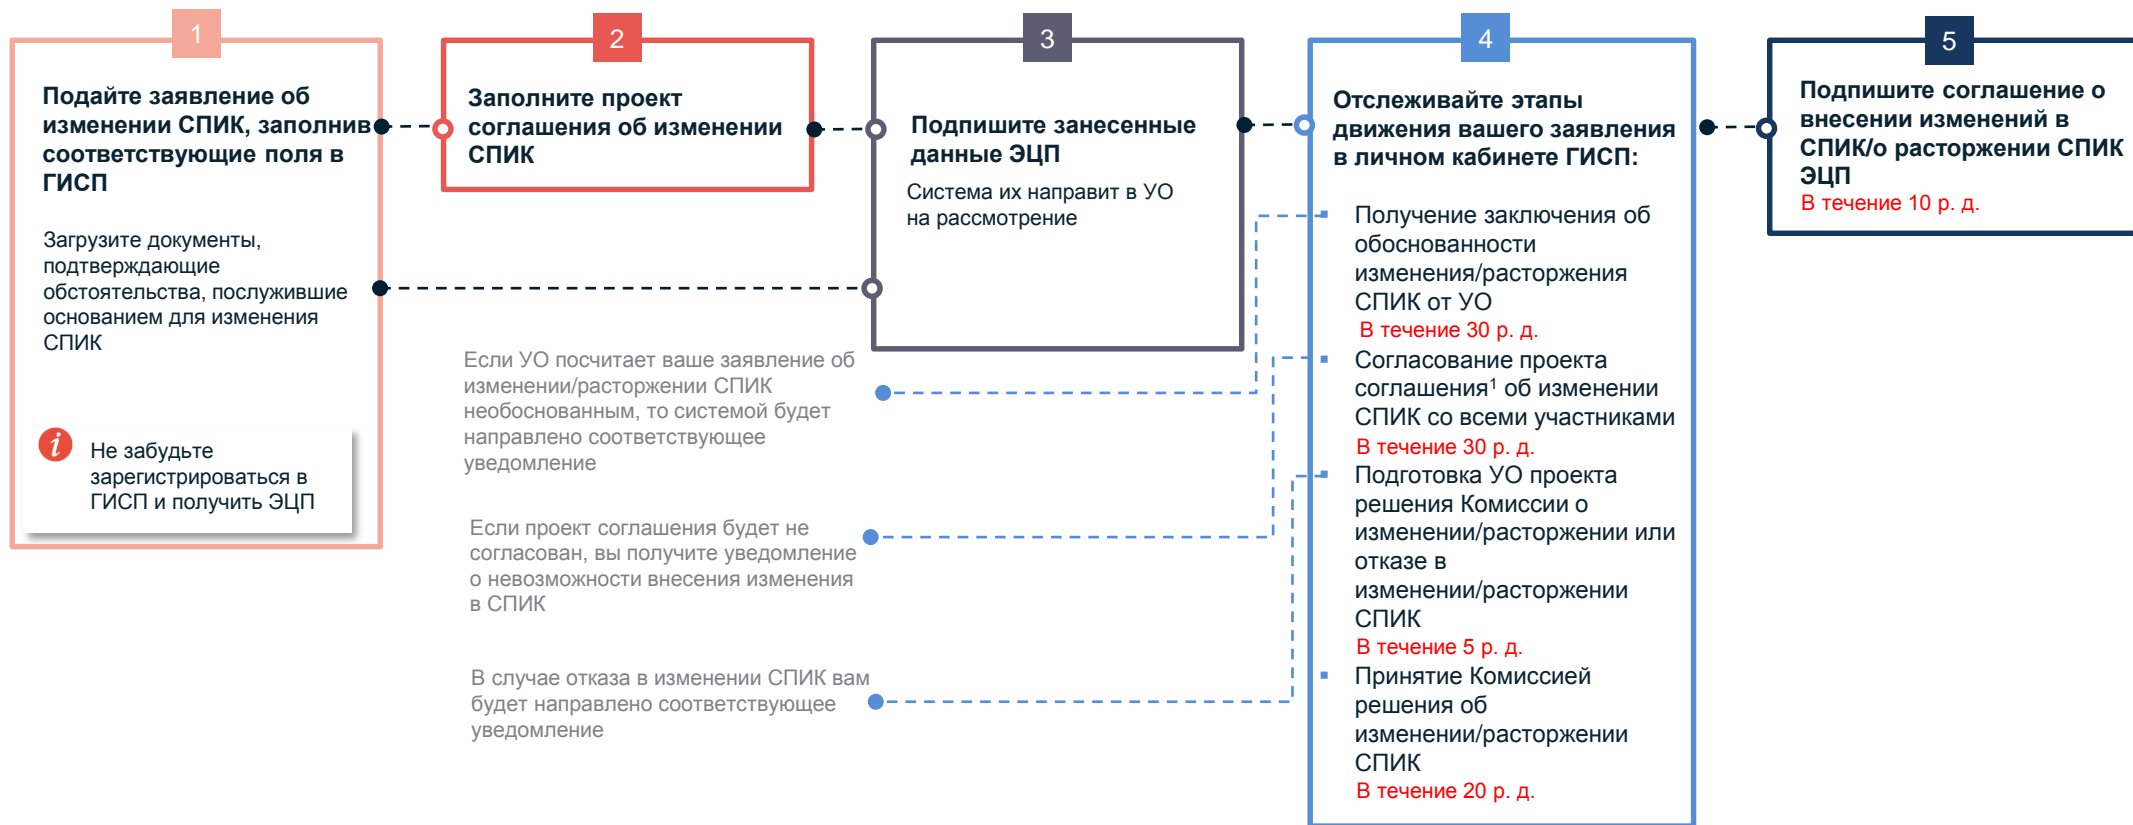 1
Подайте заявление об
изменении СПИК, заполнив
соответствующие поля в
ГИСП
Загрузите документы,
подтверждающие
обстоятельства, послужившие
основанием для изменения
СПИК
i
Не забудьте
зарегистрироваться в
ГИСП и получить ЭЦП
2
Заполните проект
соглашения об изменении
СПИК
3
Подпишите занесенные
данные ЭЦП
Система их направит в УО
на рассмотрение
Если УО посчитает ваше заявление об
изменении/расторжении СПИК
необоснованным, то системой будет
направлено соответствующее
уведомление
Если проект соглашения будет не
согласован, вы получите уведомление
о невозможности внесения изменения
в СПИК
В случае отказа в изменении СПИК вам
будет направлено соответствующее
уведомление
4
Отслеживайте этапы
движения вашего заявления
в личном кабинете ГИСП:
▪ Получение заключения об
обоснованности
изменения/расторжения
СПИК от УО
В течение 30 р. д.
▪ Согласование проекта
соглашения¹ об изменении
СПИК со всеми участниками
В течение 30 р. д.
▪ Подготовка УО проекта
решения Комиссии о
изменении/расторжении или
отказе в
изменении/расторжении
СПИК
В течение 5 р. д.
▪ Принятие Комиссией
решения об
изменении/расторжении
СПИК
В течение 20 р. д.
5
Подпишите соглашение о
внесении изменений в
СПИК/о расторжении СПИК
ЭЦП
В течение 10 р. д.